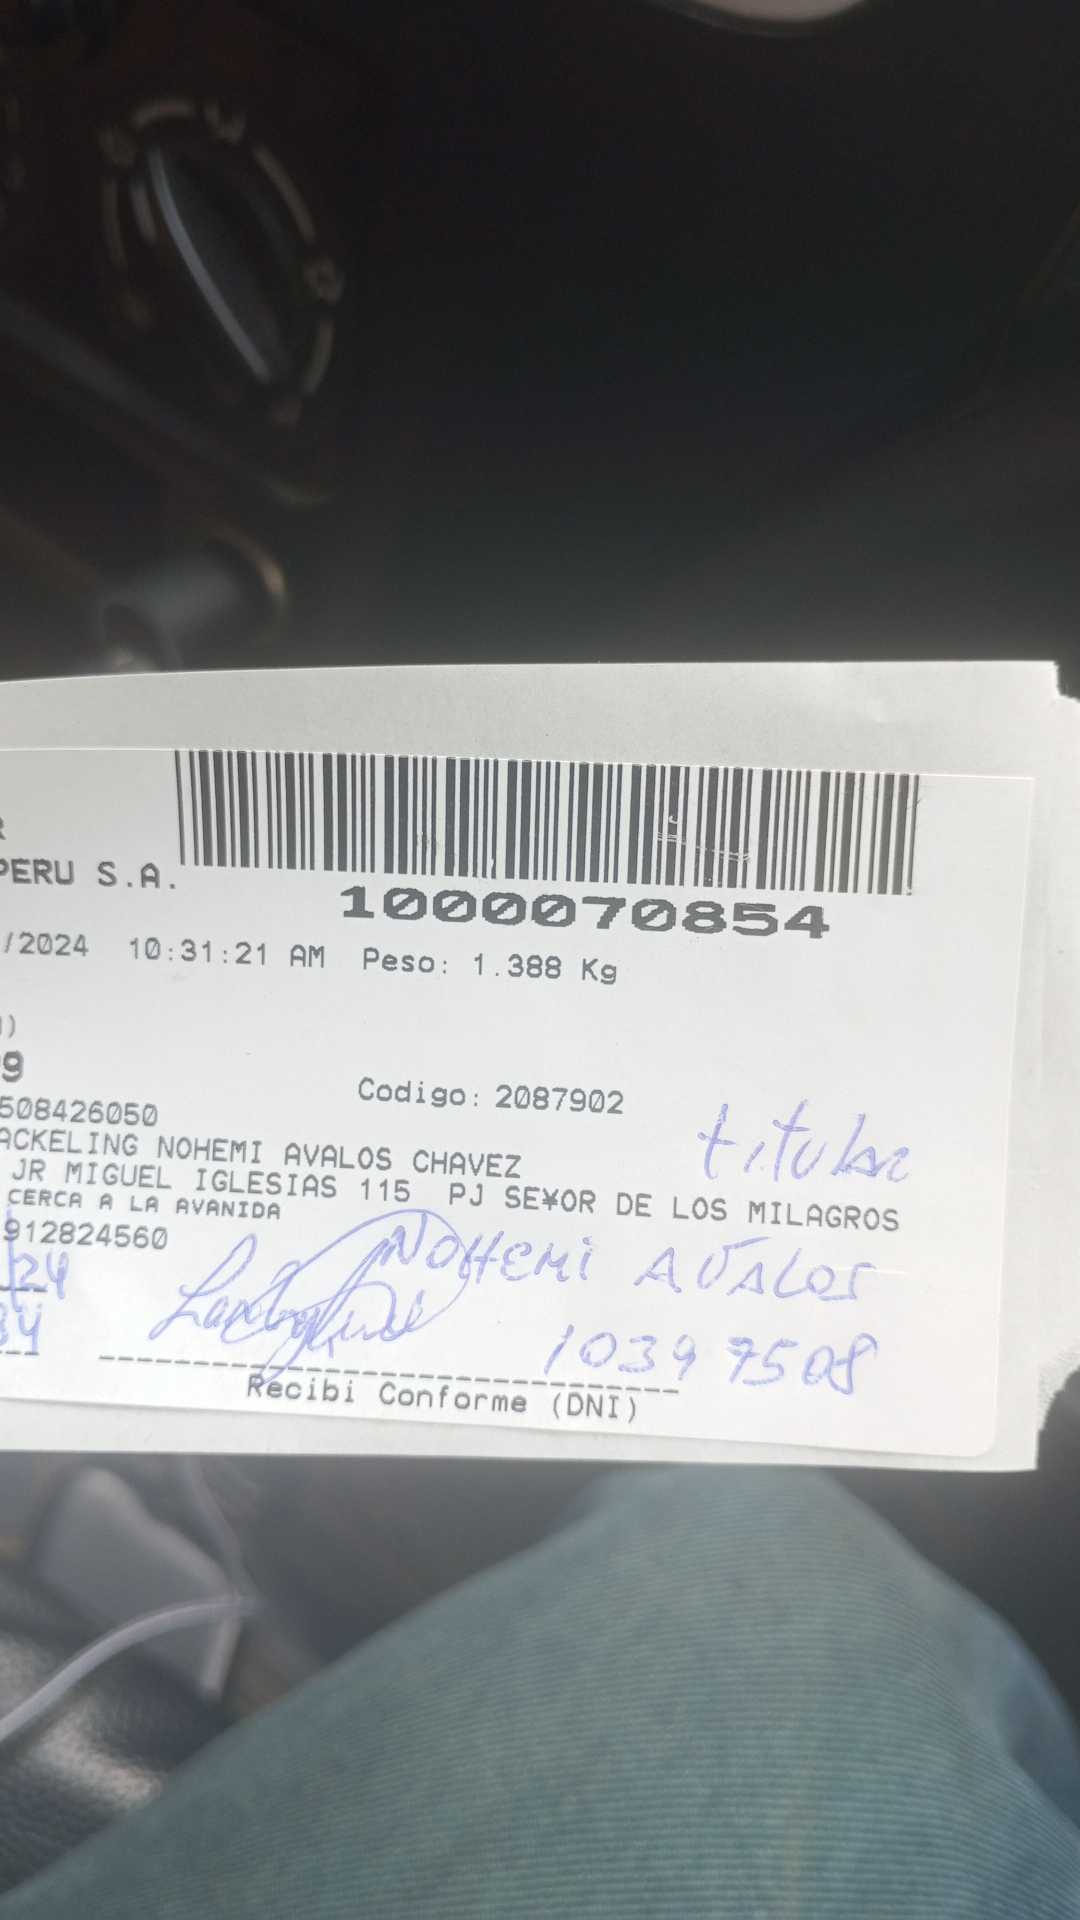 R
PERU S.A.
1000070854
/2024 10:31:21 AM Peso: 1.388 Kg
)
9
Codigo: 2087902
508426050
ACKELING NOHEMI AVALOS CHAVEZ
titular
JR MIGUEL IGLESIAS 115 PJ SE¥OR DE LOS MILAGROS
CERCA A LA AVANIDA
912824560
NOHEMI AVALOS
/24
34
10397508
Recibi Conforme (DNI)